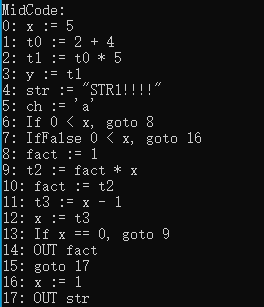 MidCode:
0: x := 5
1: t0 := 2 + 4
2: t1 := t0 * 5
3: y := t1
4: str := "STR1!!!!"
5: ch := 'a'
6: If 0 < x, goto 8
7: IfFalse 0 < x, goto 16
8: fact := 1
9: t2 := fact * x
10: fact := t2
11: t3 := x - 1
12: x := t3
13: If x == 0, goto 9
14: OUT fact
15: goto 17
16: x := 1
17: OUT str